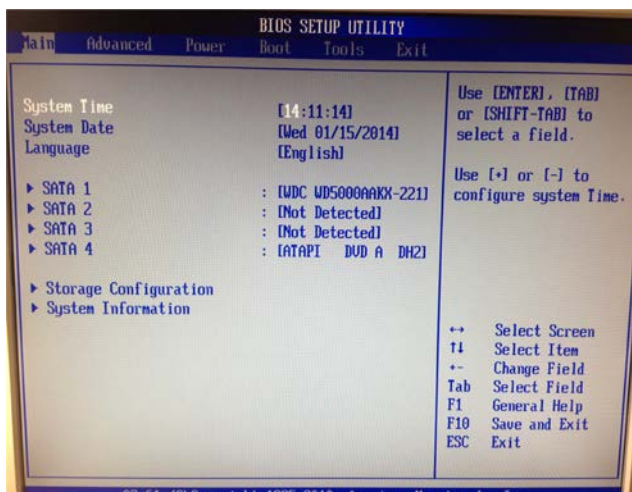 BIOS SETUP UTILITY
Main Advanced Power Boot Tools Exit
System Time [14:11:14]
System Date [Wed 01/15/2014]
Language [English]
▶ SATA 1 : [WDC WD5000AAKX-221]
▶ SATA 2 : [Not Detected]
▶ SATA 3 : [Not Detected]
▶ SATA 4 : [ATAPI DVD A DH2]
▶ Storage Configuration
▶ System Information
Use [ENTER], [TAB]
or [SHIFT-TAB] to
select a field.
Use [+] or [-] to
configure system Time.
↔ Select Screen
↑↓ Select Item
+- Change Field
Tab Select Field
F1 General Help
F10 Save and Exit
ESC Exit